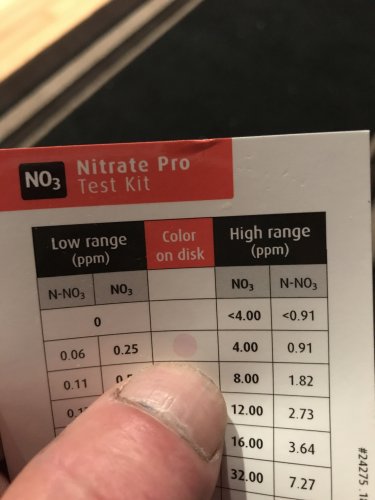 NO3 Nitrate Pro
Test Kit
Low range (ppm) Color on disk High range (ppm)
N-NO3 NO3 NO3 N-NO3
0 <4.00 <0.91
0.06 0.25 4.00 0.91
0.11 8.00 1.82
12.00 2.73
16.00 3.64
32.00 7.27